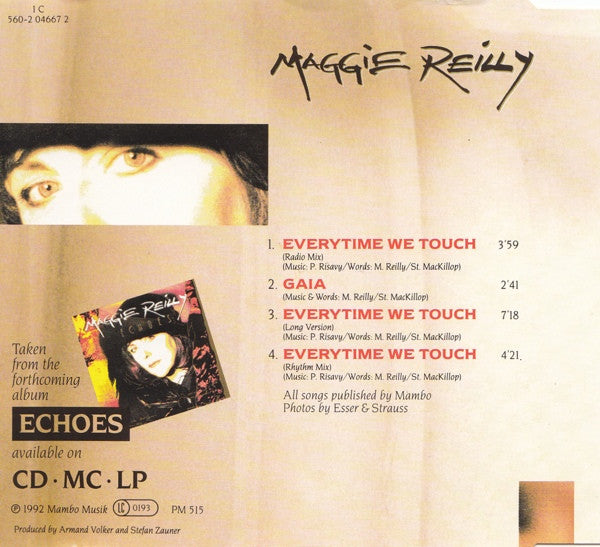 1 C
560-2 04667 2
MAGGIE REILLY
1. EVERYTIME WE TOUCH 3'59
(Radio Mix)
(Music: P. Risavy/Words: M. Reilly/St. MacKillop)
2. GAIA 2'41
(Music & Words: M. Reilly/St. MacKillop)
3. EVERYTIME WE TOUCH 7'18
(Long Version)
(Music: P. Risavy/Words: M. Reilly/St. MacKillop)
4. EVERYTIME WE TOUCH 4'21.
(Rhythm Mix)
(Music: P. Risavy/Words: M. Reilly/St. MacKillop)
All songs published by Mambo
Photos by Esser & Strauss
MAGGIE REILLY
Taken
from the
forthcoming
album
ECHOES
available on
CD · MC · LP
℗ 1992 Mambo Musik LC 0193 PM 515
Produced by Armand Volker and Stefan Zauner